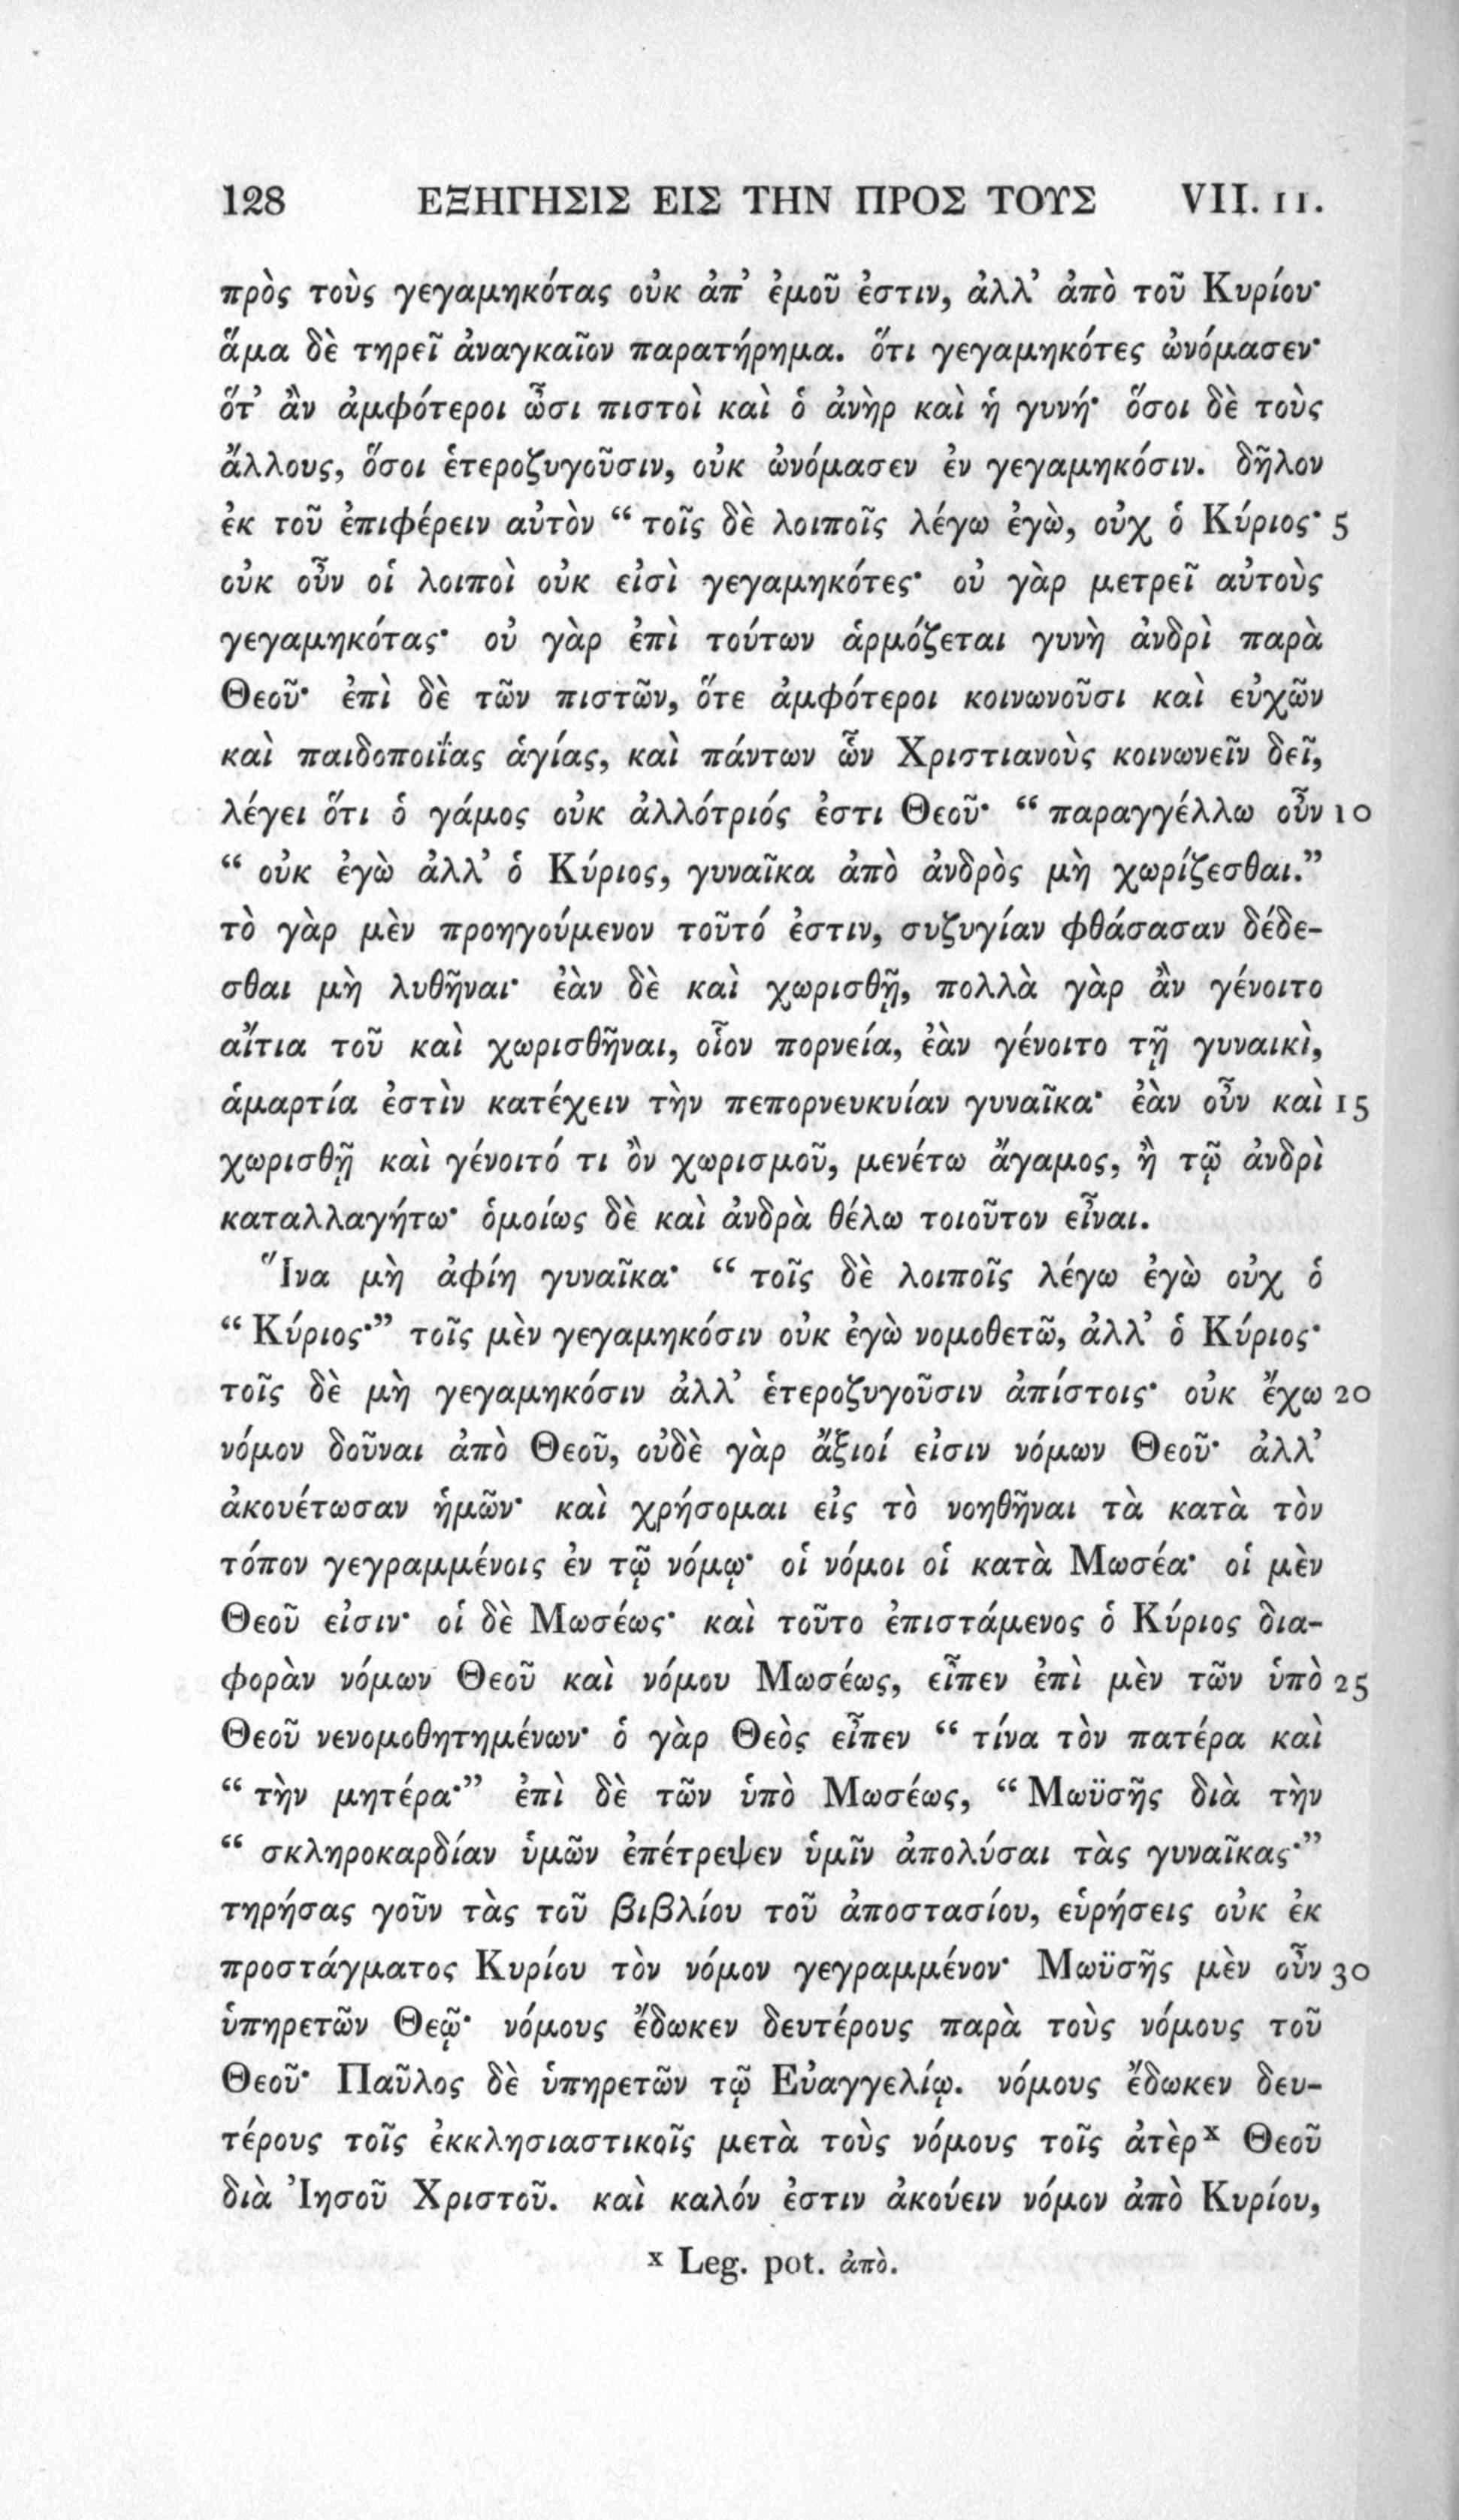 128 ΕΞΗΓΗΣΙΣ ΕΙΣ ΤΗΝ ΠΡΟΣ ΤΟΥΣ VII. 11.
πρὸς τοὺς γεγαμηκότας οὐκ ἀπ’ ἐμοῦ ἐστιν, ἀλλ’ ἀπὸ τοῦ Κυρίου·
ἅμα δὲ τηρεῖ ἀναγκαῖον παρατήρημα. ὅτι γεγαμηκότες ὠνόμασεν·
ὅτ’ ἂν ἀμφότεροι ὦσι πιστοὶ καὶ ὁ ἀνὴρ καὶ ἡ γυνή· ὅσοι δὲ τοὺς
ἄλλους, ὅσοι ἑτεροζυγοῦσιν, οὐκ ὠνόμασεν ἐν γεγαμηκόσιν. δῆλον
ἐκ τοῦ ἐπιφέρειν αὐτὸν “ τοῖς δὲ λοιποῖς λέγω ἐγὼ, οὐχ ὁ Κύριος· 5
οὐκ οὖν οἱ λοιποὶ οὐκ εἰσὶ γεγαμηκότες· οὐ γὰρ μετρεῖ αὐτοὺς
γεγαμηκότας· οὐ γὰρ ἐπὶ τούτων ἁρμόζεται γυνὴ ἀνδρὶ παρὰ
Θεοῦ· ἐπὶ δὲ τῶν πιστῶν, ὅτε ἀμφότεροι κοινωνοῦσι καὶ εὐχῶν
καὶ παιδοποιΐας ἁγίας, καὶ πάντων ὧν Χριστιανοὺς κοινωνεῖν δεῖ,
λέγει ὅτι ὁ γάμος οὐκ ἀλλότριός ἐστι Θεοῦ· “ παραγγέλλω οὖν 10
“ οὐκ ἐγὼ ἀλλ’ ὁ Κύριος, γυναῖκα ἀπὸ ἀνδρὸς μὴ χωρίζεσθαι.”
τὸ γὰρ μὲν προηγούμενον τοῦτό ἐστιν, συζυγίαν φθάσασαν δέδε-
σθαι μὴ λυθῆναι· ἐὰν δὲ καὶ χωρισθῇ, πολλὰ γὰρ ἂν γένοιτο
αἴτια τοῦ καὶ χωρισθῆναι, οἷον πορνεία, ἐὰν γένοιτο τῇ γυναικὶ,
ἁμαρτία ἐστὶν κατέχειν τὴν πεπορνευκυίαν γυναῖκα· ἐὰν οὖν καὶ 15
χωρισθῇ καὶ γένοιτό τι ὂν χωρισμοῦ, μενέτω ἄγαμος, ἢ τῷ ἀνδρὶ
καταλλαγήτω· ὁμοίως δὲ καὶ ἀνδρὰ θέλω τοιοῦτον εἶναι.
Ἵνα μὴ ἀφίη γυναῖκα· “ τοῖς δὲ λοιποῖς λέγω ἐγὼ οὐχ ὁ
“ Κύριος·” τοῖς μὲν γεγαμηκόσιν οὐκ ἐγὼ νομοθετῶ, ἀλλ’ ὁ Κύριος·
τοῖς δὲ μὴ γεγαμηκόσιν ἀλλ’ ἑτεροζυγοῦσιν ἀπίστοις· οὐκ ἔχω 20
νόμον δοῦναι ἀπὸ Θεοῦ, οὐδὲ γὰρ ἄξιοί εἰσιν νόμων Θεοῦ· ἀλλ’
ἀκουέτωσαν ἡμῶν· καὶ χρήσομαι εἰς τὸ νοηθῆναι τὰ κατὰ τὸν
τόπον γεγραμμένοις ἐν τῷ νόμῳ· οἱ νόμοι οἱ κατὰ Μωσέα· οἱ μὲν
Θεοῦ εἰσιν· οἱ δὲ Μωσέως· καὶ τοῦτο ἐπιστάμενος ὁ Κύριος δια-
φορὰν νόμων Θεοῦ καὶ νόμου Μωσέως, εἶπεν ἐπὶ μὲν τῶν ὑπὸ 25
Θεοῦ νενομοθητημένων· ὁ γὰρ Θεὸς εἶπεν “ τίνα τὸν πατέρα καὶ
“ τὴν μητέρα·” ἐπὶ δὲ τῶν ὑπὸ Μωσέως, “ Μωϋσῆς διὰ τὴν
“ σκληροκαρδίαν ὑμῶν ἐπέτρεψεν ὑμῖν ἀπολύσαι τὰς γυναῖκας·”
τηρήσας γοῦν τὰς τοῦ βιβλίου τοῦ ἀποστασίου, εὑρήσεις οὐκ ἐκ
προστάγματος Κυρίου τὸν νόμον γεγραμμένον· Μωϋσῆς μὲν οὖν 30
ὑπηρετῶν Θεῷ· νόμους ἔδωκεν δευτέρους παρὰ τοὺς νόμους τοῦ
Θεοῦ· Παῦλος δὲ ὑπηρετῶν τῷ Εὐαγγελίῳ. νόμους ἔδωκεν δευ-
τέρους τοῖς ἐκκλησιαστικοῖς μετὰ τοὺς νόμους τοῖς ἀτὲρˣ Θεοῦ
διὰ Ἰησοῦ Χριστοῦ. καὶ καλόν ἐστιν ἀκούειν νόμον ἀπὸ Κυρίου,
ˣ Leg. pot. ἀπὸ.